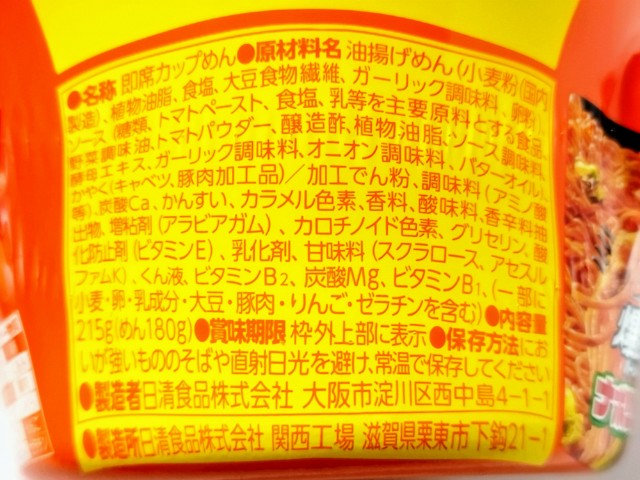 ●名称 即席カップめん●原材料名 油揚げめん(小麦粉(国内
製造)、植物油脂、食塩、大豆食物繊維、ガーリック調味料、卵粉)、
ソース(糖類、トマトペースト、食塩、乳等を主要原料とする食品、
野菜調味油、トマトパウダー、醸造酢、植物油脂、ソース調味料、
酵母エキス、ガーリック調味料、オニオン調味料、バターオイル)、
かやく(キャベツ、豚肉加工品)/加工でん粉、調味料(アミノ酸
等)、炭酸Ca、かんすい、カラメル色素、香料、酸味料、香辛料抽
出物、増粘剤(アラビアガム)、カロチノイド色素、グリセリン、酸
化防止剤(ビタミンE)、乳化剤、甘味料(スクラロース、アセスル
ファムK)、くん液、ビタミンB2、炭酸Mg、ビタミンB1、(一部に
小麦・卵・乳成分・大豆・豚肉・りんご・ゼラチンを含む)●内容量
215g(めん180g)●賞味期限 枠外上部に表示●保存方法 にお
いが強いもののそばや直射日光を避け、常温で保存してください
●製造者 日清食品株式会社 大阪市淀川区西中島4-1-1
●製造所 日清食品株式会社 関西工場 滋賀県栗東市下鈎21-1